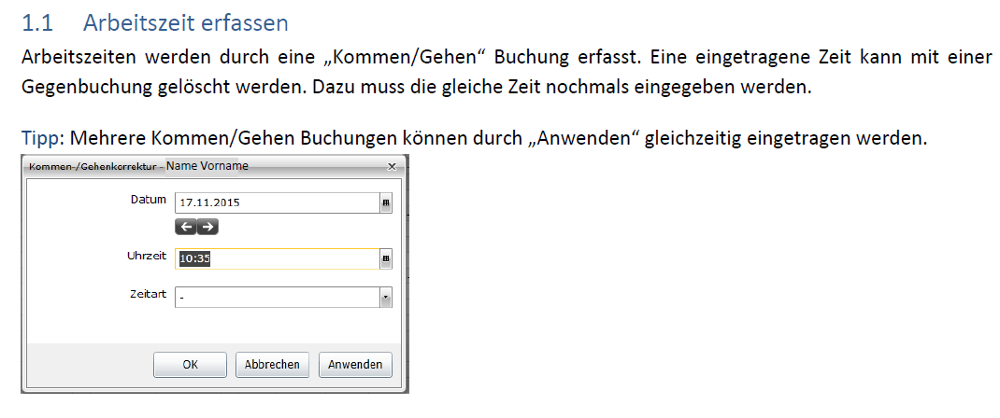 1.1 Arbeitszeit erfassen
Arbeitszeiten werden durch eine „Kommen/Gehen“ Buchung erfasst. Eine eingetragene Zeit kann mit einer
Gegenbuchung gelöscht werden. Dazu muss die gleiche Zeit nochmals eingegeben werden.
Tipp: Mehrere Kommen/Gehen Buchungen können durch „Anwenden“ gleichzeitig eingetragen werden.
Kommen-/Gehenkorrektur - Name Vorname
Datum 17.11.2015
Uhrzeit 10:35
Zeitart -
OK Abbrechen Anwenden